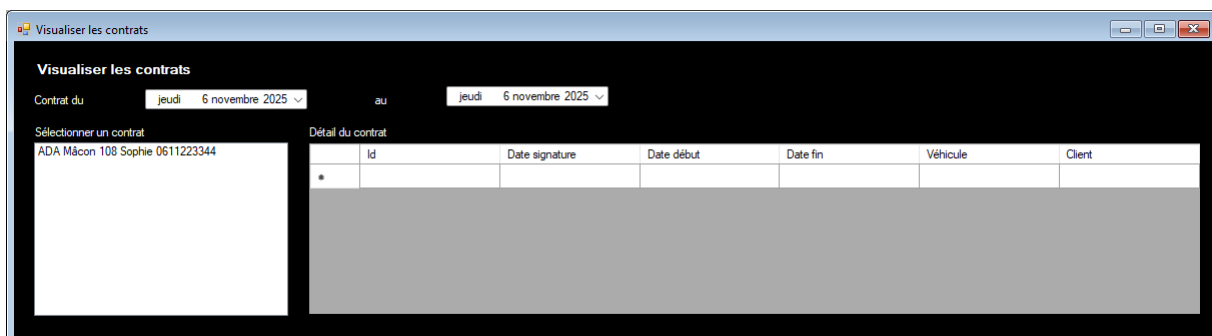 Visualiser les contrats
Visualiser les contrats
Contrat du jeudi 6 novembre 2025 au jeudi 6 novembre 2025
Sélectionner un contrat Détail du contrat
ADA Mâcon 108 Sophie 0611223344
Id Date signature Date début Date fin Véhicule Client